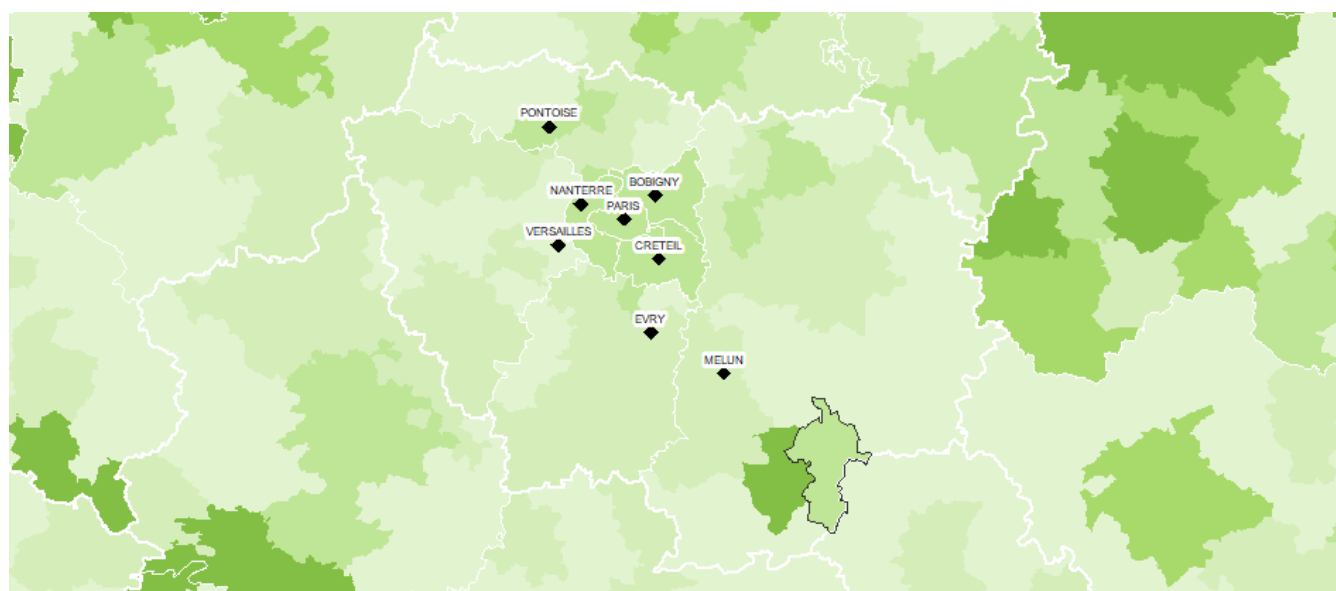 PONTOISE
BOBIGNY
NANTERRE
PARIS
VERSAILLES
CRETEIL
EVRY
MELUN